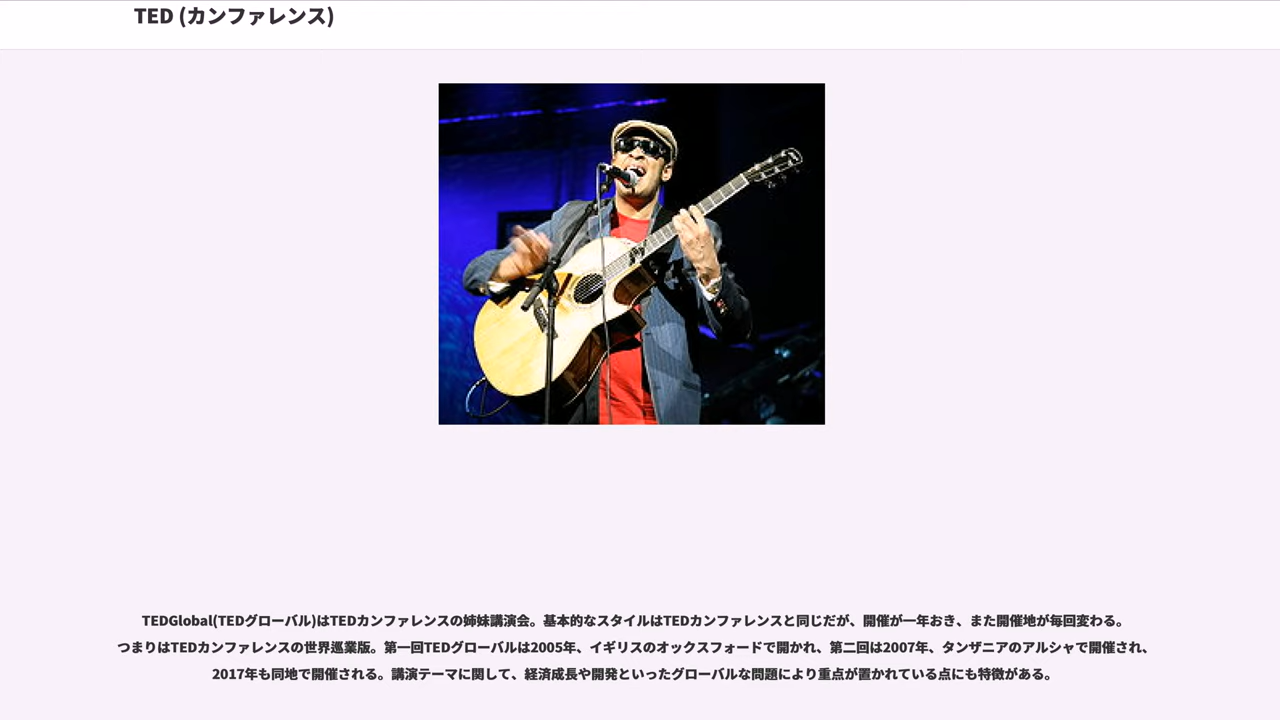 TED (カンファレンス)
TEDGlobal(TEDグローバル)はTEDカンファレンスの姉妹講演会。基本的なスタイルはTEDカンファレンスと同じだが、開催が一年おき、また開催地が毎回変わる。
つまりはTEDカンファレンスの世界巡業版。第一回TEDグローバルは2005年、イギリスのオックスフォードで開かれ、第二回は2007年、タンザニアのアルシャで開催され、
2017年も同地で開催される。講演テーマに関して、経済成長や開発といったグローバルな問題により重点が置かれている点にも特徴がある。